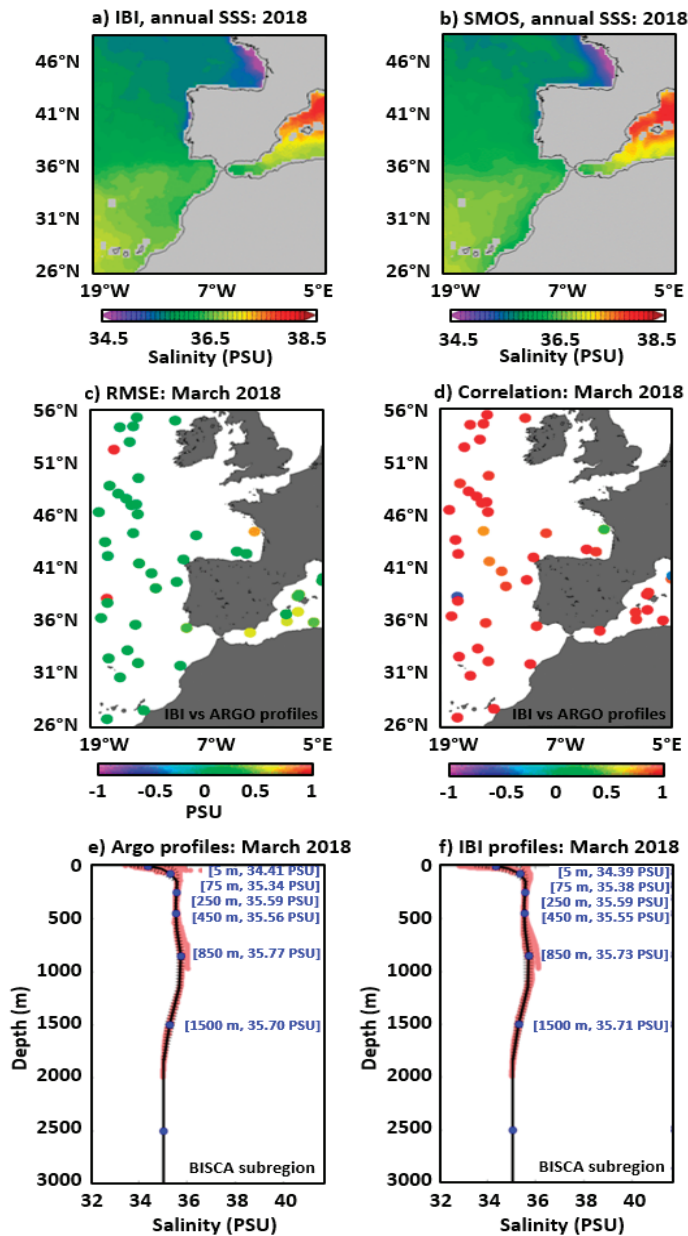 a) IBI, annual SSS: 2018
b) SMOS, annual SSS: 2018
46°N
41°N
36°N
31°N
26°N
19°W
7°W
5°E
34.5
36.5
38.5
Salinity (PSU)
46°N
41°N
36°N
31°N
26°N
19°W
7°W
5°E
34.5
36.5
38.5
Salinity (PSU)
c) RMSE: March 2018
d) Correlation: March 2018
56°N
51°N
46°N
41°N
36°N
31°N
26°N
IBI vs ARGO profiles
19°W
7°W
5°E
-1
-0.5
0
0.5
1
PSU
56°N
51°N
46°N
41°N
36°N
31°N
26°N
IBI vs ARGO profiles
19°W
7°W
5°E
-1
-0.5
0
0.5
1
e) Argo profiles: March 2018
f) IBI profiles: March 2018
Depth (m)
0
500
1000
1500
2000
2500
3000
[5 m, 34.41 PSU]
[75 m, 35.34 PSU]
[250 m, 35.59 PSU]
[450 m, 35.56 PSU]
[850 m, 35.77 PSU]
[1500 m, 35.70 PSU]
BISCA subregion
32
34
36
38
40
Salinity (PSU)
Depth (m)
0
500
1000
1500
2000
2500
3000
[5 m, 34.39 PSU]
[75 m, 35.38 PSU]
[250 m, 35.59 PSU]
[450 m, 35.55 PSU]
[850 m, 35.73 PSU]
[1500 m, 35.71 PSU]
BISCA subregion
32
34
36
38
40
Salinity (PSU)